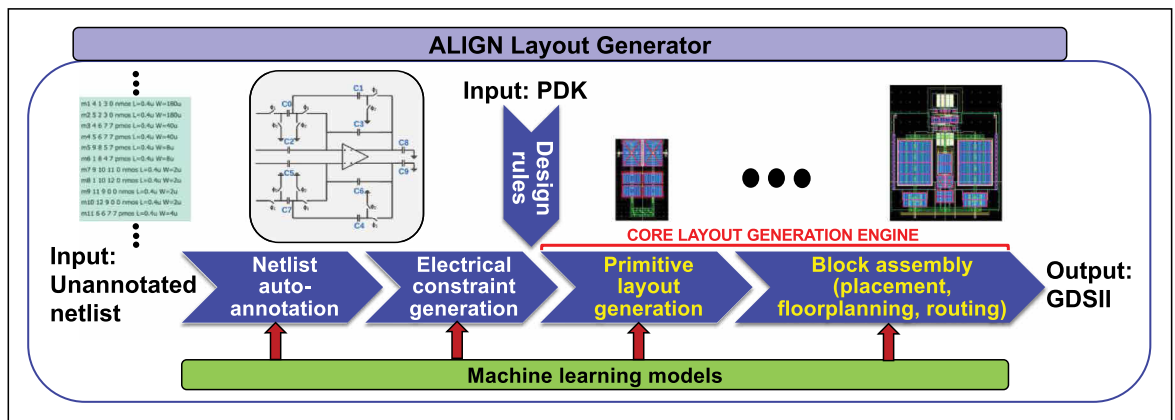 ALIGN Layout Generator
m1 4 1 3 0 nmos L=0.4u W=180u
m2 5 2 3 0 nmos L=0.4u W=180u
m3 4 6 7 7 pmos L=0.4u W=40u
m4 5 6 7 7 pmos L=0.4u W=40u
m5 9 8 5 7 pmos L=0.4u W=8u
m6 1 8 4 7 pmos L=0.4u W=8u
m7 9 10 11 0 nmos L=0.4u W=2u
m8 1 10 12 0 nmos L=0.4u W=2u
m9 11 9 0 0 nmos L=0.4u W=2u
m10 12 9 0 0 nmos L=0.4u W=2u
m11 6 6 7 7 pmos L=0.4u W=4u
C1
C0
C3
C2
C8
C9
C5
C6
C7
C4
Input: PDK
Design
rules
CORE LAYOUT GENERATION ENGINE
Input:
Unannotated
netlist
Netlist
auto-
annotation
Electrical
constraint
generation
Primitive
layout
generation
Block assembly
(placement,
floorplanning, routing)
Output:
GDSII
Machine learning models